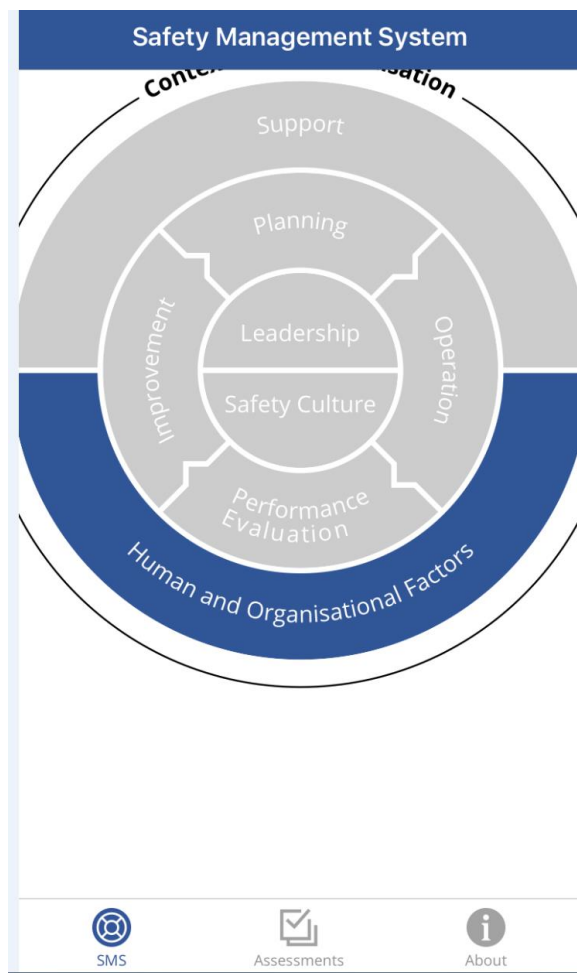 Safety Management System
Support
Planning
Leadership
Improvement
Operation
Safety Culture
Performance
Evaluation
Human and Organisational Factors
SMS
Assessments
About